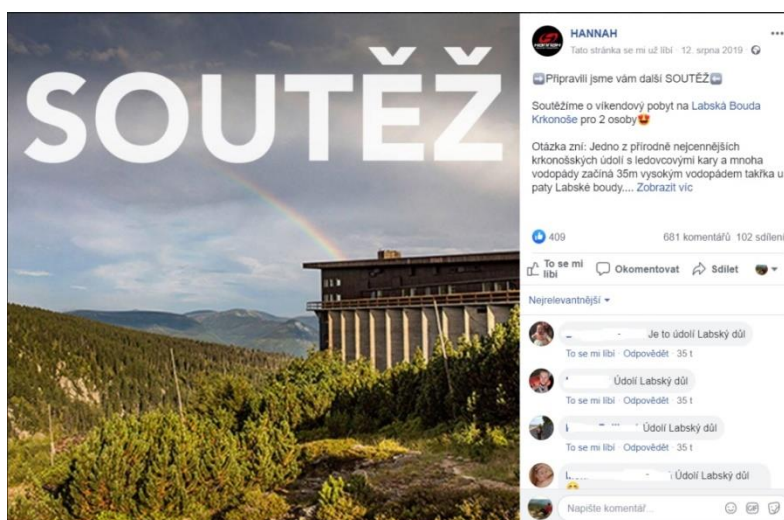 SOUTĚŽ
HANNAH
HANNAH
Tato stránka se mi už líbí · 12. srpna 2019 ·
Připravili jsme vám další SOUTĚŽ
Soutěžíme o víkendový pobyt na Labská Bouda
Krkonoše pro 2 osoby
Otázka zní: Jedno z přírodně nejcennějších
krkonošských údolí s ledovcovými kary a mnoha
vodopády začíná 35m vysokým vodopádem takřka u
paty Labské boudy.... Zobrazit víc
409
681 komentářů 102 sdílení
To se mi
líbí
Okomentovat
Sdílet
Nejrelevantnější
Je to údolí Labský důl
To se mi líbí · Odpovědět · 35 t
Údolí Labský důl
To se mi líbí · Odpovědět · 35 t
Údolí Labský důl
To se mi líbí · Odpovědět · 35 t
Údolí Labský důl
Napište komentář...
GIF